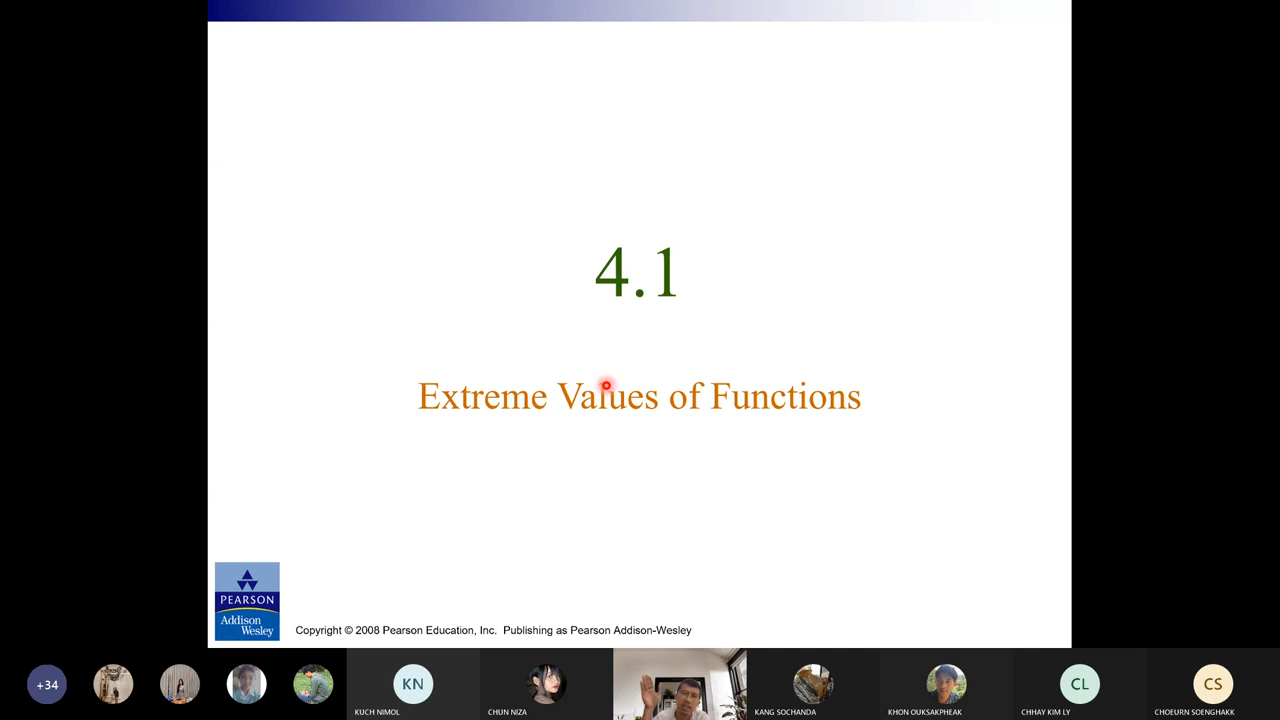 4.1
Extreme Values of Functions
PEARSON
Addison
Wesley
Copyright © 2008 Pearson Education, Inc. Publishing as Pearson Addison-Wesley
+34
KN
KUCH NIMOL
CHUN NIZA
KANG SOCHANDA
KHON OUKSAKPHEAK
CL
CHHAY KIM LY
CS
CHOEURN SOENGHAKK